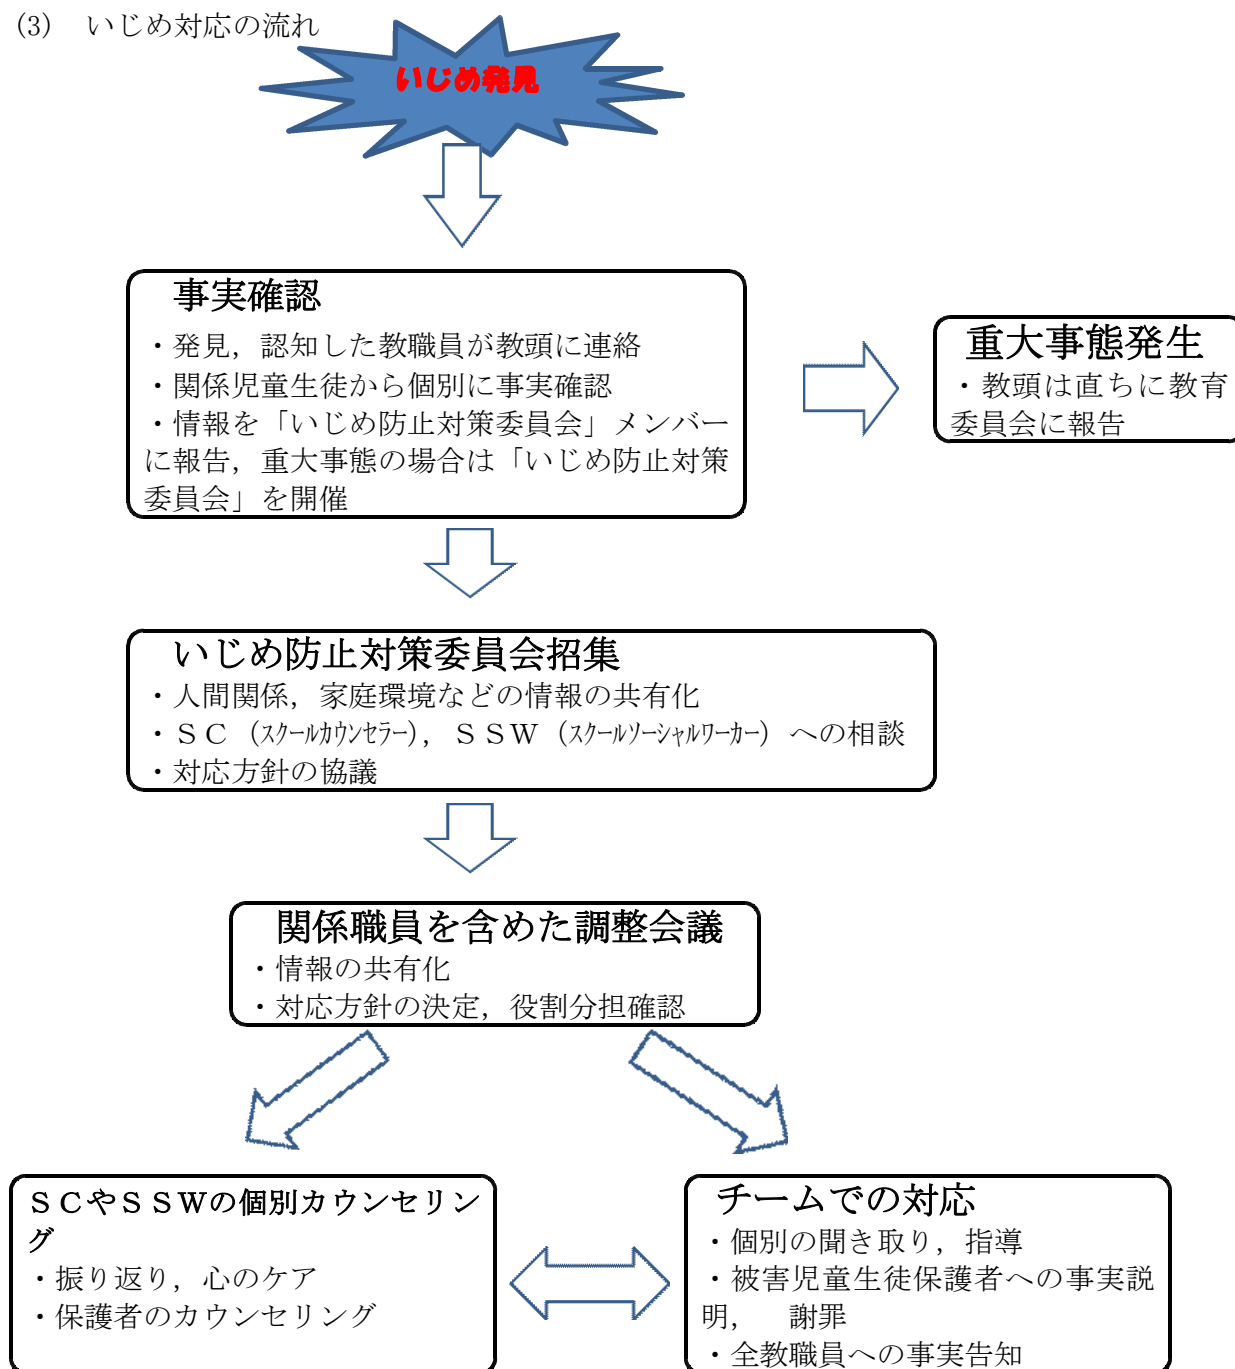 (3) いじめ対応の流れ
いじめ発見
事実確認
・発見，認知した教職員が教頭に連絡
・関係児童生徒から個別に事実確認
・情報を「いじめ防止対策委員会」メンバー
に報告，重大事態の場合は「いじめ防止対策
委員会」を開催
重大事態発生
・教頭は直ちに教育
委員会に報告
いじめ防止対策委員会招集
・人間関係，家庭環境などの情報の共有化
・ＳＣ（ｽｸｰﾙｶｳﾝｾﾗｰ），ＳＳＷ（ｽｸｰﾙｿｰｼｬﾙﾜｰｶｰ）への相談
・対応方針の協議
関係職員を含めた調整会議
・情報の共有化
・対応方針の決定，役割分担確認
ＳＣやＳＳＷの個別カウンセリン
グ
・振り返り，心のケア
・保護者のカウンセリング
チームでの対応
・個別の聞き取り，指導
・被害児童生徒保護者への事実説
明，　謝罪
・全教職員への事実告知